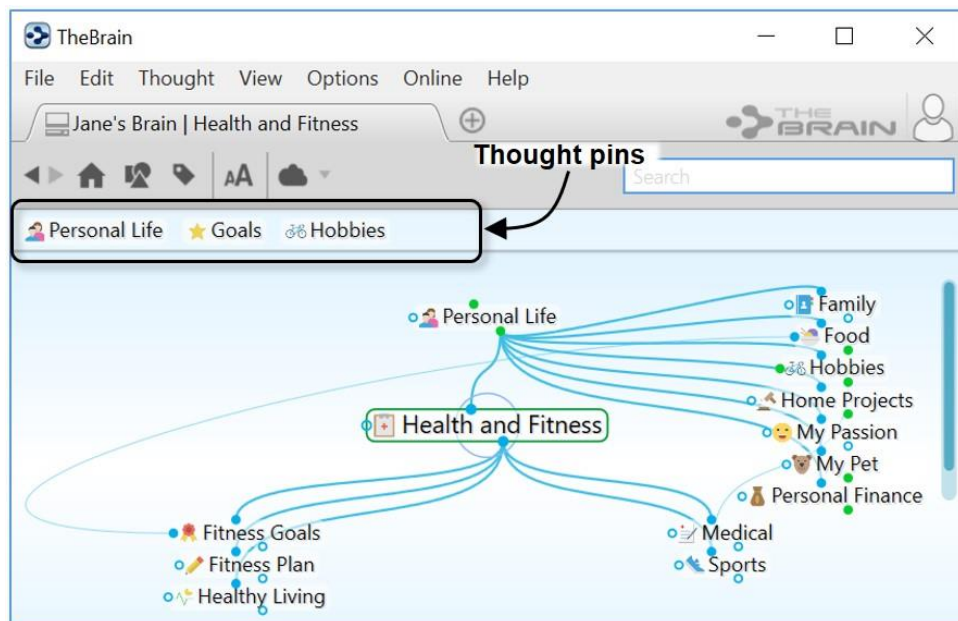 TheBrain
File Edit Thought View Options Online Help
Jane's Brain | Health and Fitness
THE BRAIN
Thought pins
AA
Search
Personal Life Goals Hobbies
Personal Life
Family
Food
Hobbies
Home Projects
My Passion
My Pet
Personal Finance
Health and Fitness
Fitness Goals
Fitness Plan
Healthy Living
Medical
Sports